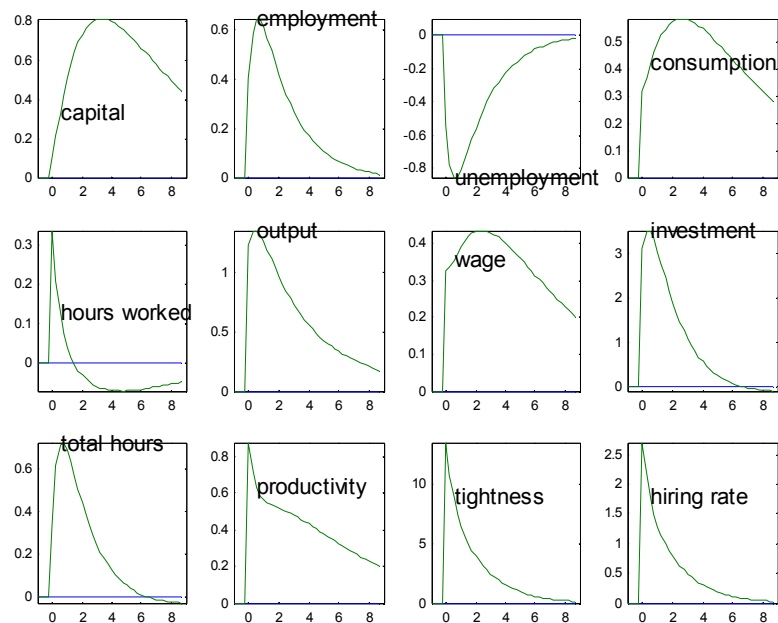 0.8
0.6
0.4
0.2
0
capital
0 2 4 6 8
employment
0.6
0.4
0.2
0
0 2 4 6 8
0
-0.2
-0.4
-0.6
-0.8
unemployment
0 2 4 6 8
0.5
0.4
0.3
0.2
0.1
0
consumption
0 2 4 6 8
0.3
0.2
0.1
0
hours worked
0 2 4 6 8
output
1
0.5
0
0 2 4 6 8
0.4
0.3
0.2
0.1
0
wage
0 2 4 6 8
investment
3
2
1
0
0 2 4 6 8
total hours
0.6
0.4
0.2
0
0 2 4 6 8
0.8
0.6
0.4
0.2
0
productivity
0 2 4 6 8
10
5
0
tightness
0 2 4 6 8
2.5
2
1.5
1
0.5
0
hiring rate
0 2 4 6 8